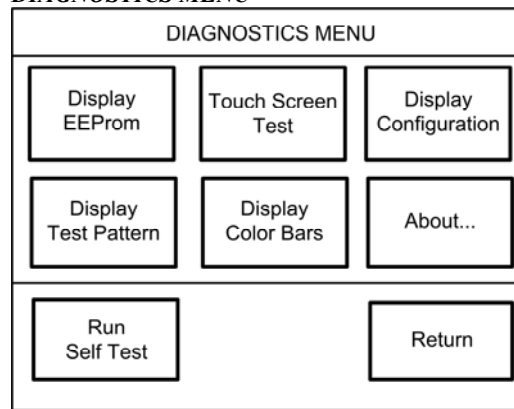 DIAGNOSTICS MENU
DIAGNOSTICS MENU
Display
EEProm
Touch Screen
Test
Display
Configuration
Display
Test Pattern
Display
Color Bars
About...
Run
Self Test
Return